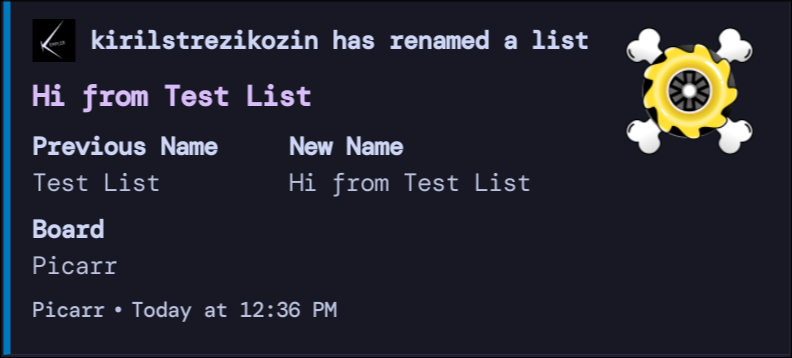 kirilstrezikozin has renamed a list
Hi from Test List
Previous Name New Name
Test List Hi from Test List
Board
Picarr
Picarr • Today at 12:36 PM